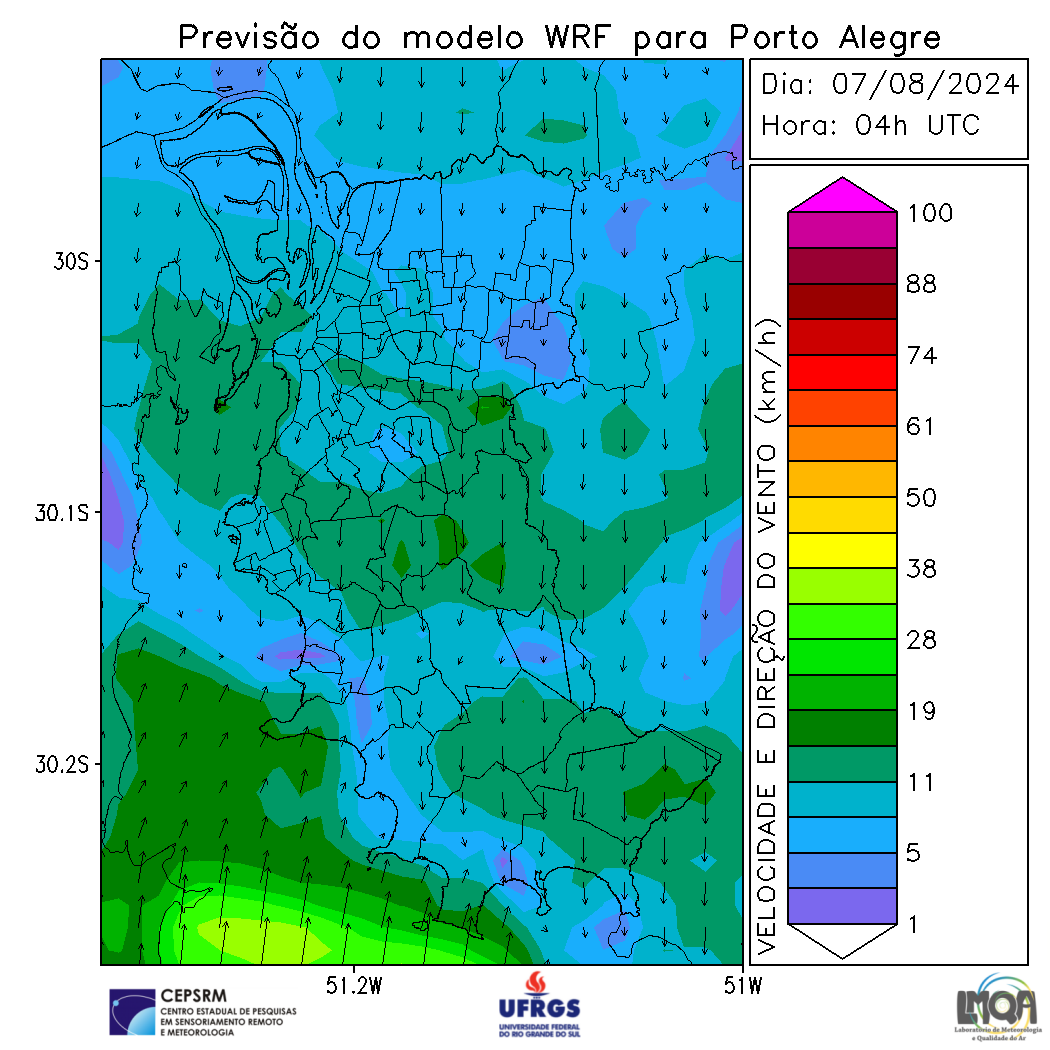 Previsão do modelo WRF para Porto Alegre
Dia: 07/08/2024
Hora: 04h UTC
30S
30.1S
30.2S
51.2W
51W
VELOCIDADE E DIREÇÃO DO VENTO (km/h)
100
88
74
61
50
38
28
19
11
5
1
CEPSRM
CENTRO ESTADUAL DE PESQUISAS
EM SENSORIAMENTO REMOTO
E METEOROLOGIA
UFRGS
UNIVERSIDADE FEDERAL
DO RIO GRANDE DO SUL
LMQA
Laboratório de Meteorologia
e Qualidade do Ar